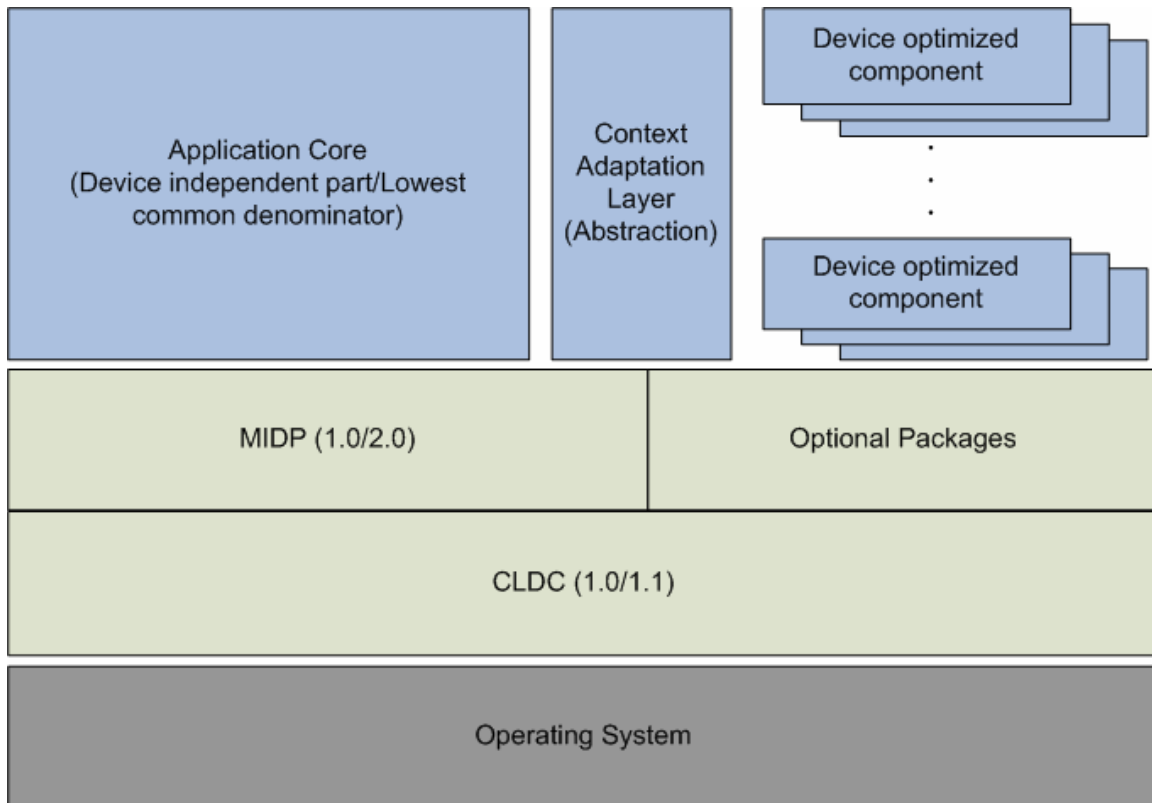 Application Core
(Device independent part/Lowest
common denominator)
Context
Adaptation
Layer
(Abstraction)
Device optimized
component
Device optimized
component
MIDP (1.0/2.0)
Optional Packages
CLDC (1.0/1.1)
Operating System